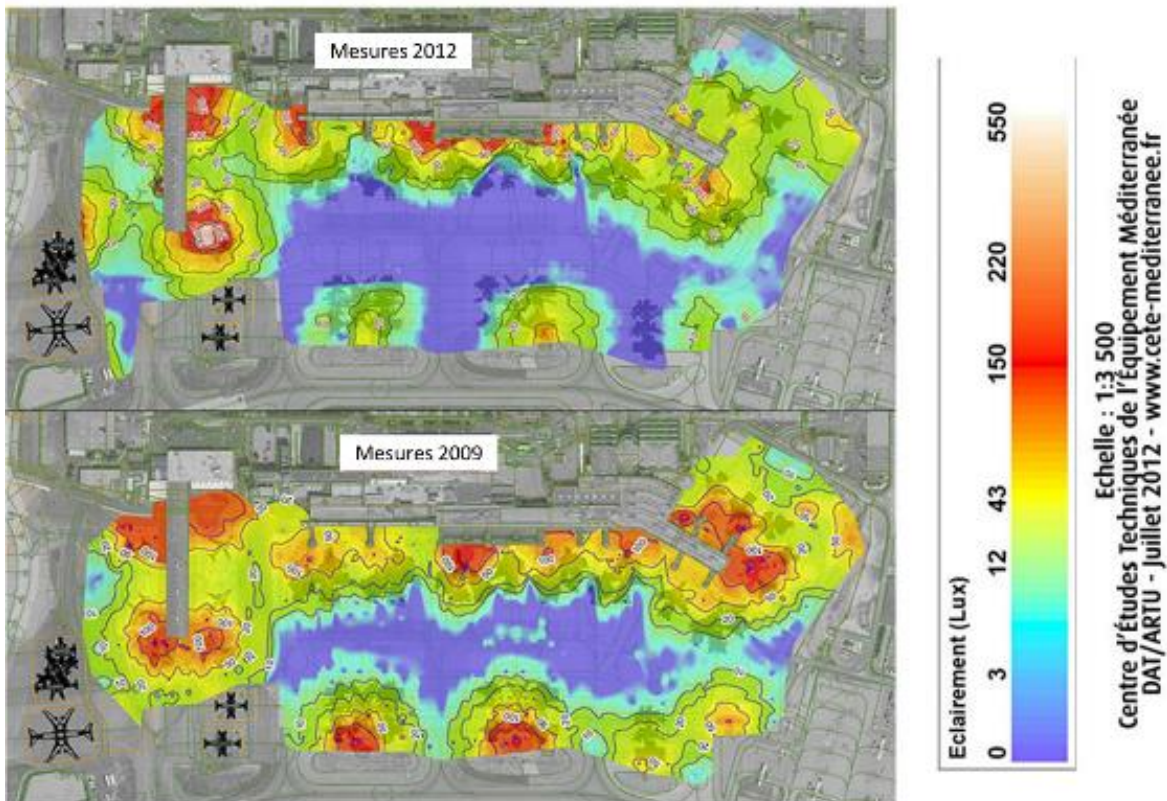 Mesures 2012
Mesures 2009
Eclairement (Lux)
0 3 12 43 150 220 550
Echelle : 1:3 500
Centre d'Études Techniques de l'Équipement Méditerranée
DAT/ARTU - Juillet 2012 - www.cete-mediterranee.fr